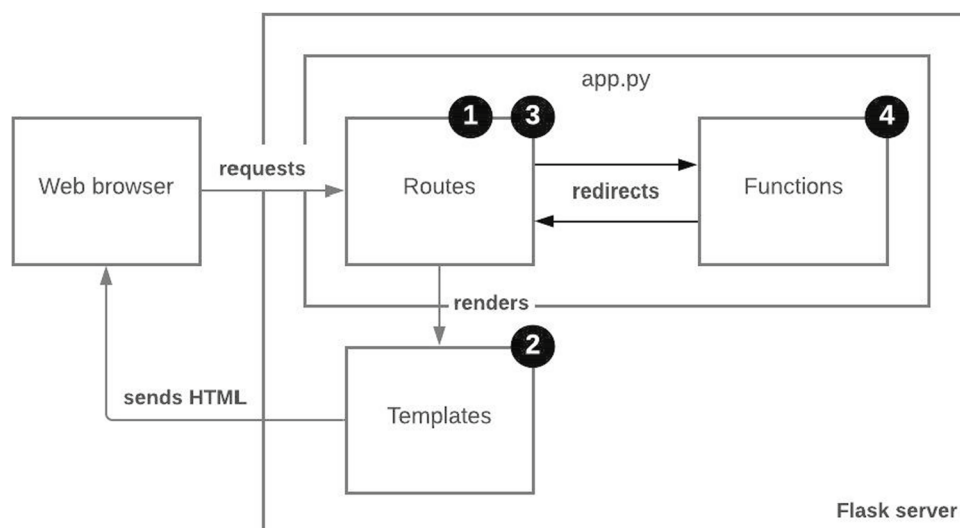 app.py
1 3 4
requests
Web browser
Routes
redirects
Functions
renders
2
sends HTML
Templates
Flask server